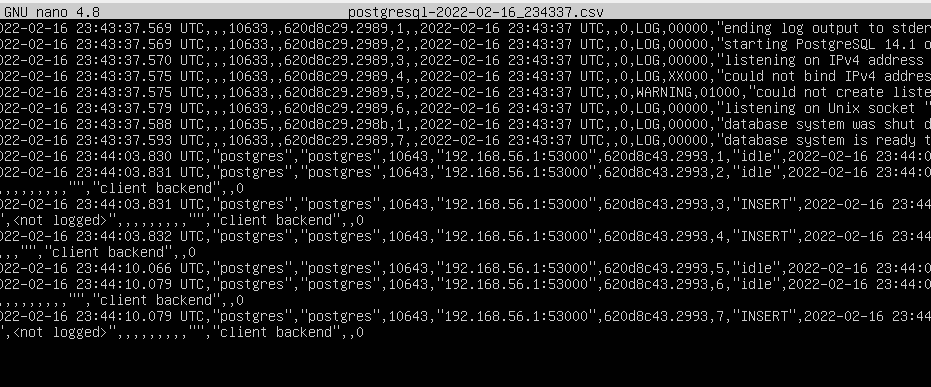 GNU nano 4.8 postgresql-2022-02-16_234337.csv
022-02-16 23:43:37.569 UTC,,,10633,,620d8c29.2989,1,,2022-02-16 23:43:37 UTC,,0,LOG,00000,"ending log output to stder
022-02-16 23:43:37.569 UTC,,,10633,,620d8c29.2989,2,,2022-02-16 23:43:37 UTC,,0,LOG,00000,"starting PostgreSQL 14.1 o
022-02-16 23:43:37.570 UTC,,,10633,,620d8c29.2989,3,,2022-02-16 23:43:37 UTC,,0,LOG,00000,"listening on IPv4 address
022-02-16 23:43:37.575 UTC,,,10633,,620d8c29.2989,4,,2022-02-16 23:43:37 UTC,,0,LOG,XX000,"could not bind IPv4 addres
022-02-16 23:43:37.575 UTC,,,10633,,620d8c29.2989,5,,2022-02-16 23:43:37 UTC,,0,WARNING,01000,"could not create liste
022-02-16 23:43:37.575 UTC,,,10633,,620d8c29.2989,6,,2022-02-16 23:43:37 UTC,,0,LOG,00000,"listening on Unix socket "
022-02-16 23:43:37.588 UTC,,,10635,,620d8c29.298b,1,,2022-02-16 23:43:37 UTC,,0,LOG,00000,"database system was shut d
022-02-16 23:43:37.593 UTC,,,10633,,620d8c29.2989,7,,2022-02-16 23:43:37 UTC,,0,LOG,00000,"database system is ready t
022-02-16 23:44:03.830 UTC,"postgres","postgres",10643,"192.168.56.1:53000",620d8c43.2993,1,"idle",2022-02-16 23:44:0
022-02-16 23:44:03.831 UTC,"postgres","postgres",10643,"192.168.56.1:53000",620d8c43.2993,2,"idle",2022-02-16 23:44:0
,,,,,,,,,"","client backend",,0
022-02-16 23:44:03.831 UTC,"postgres","postgres",10643,"192.168.56.1:53000",620d8c43.2993,3,"INSERT",2022-02-16 23:44
",<not logged>",,,,,,,,,"","client backend",,0
022-02-16 23:44:03.832 UTC,"postgres","postgres",10643,"192.168.56.1:53000",620d8c43.2993,4,"INSERT",2022-02-16 23:44
,,,"","client backend",,0
022-02-16 23:44:10.066 UTC,"postgres","postgres",10643,"192.168.56.1:53000",620d8c43.2993,5,"idle",2022-02-16 23:44:0
022-02-16 23:44:10.079 UTC,"postgres","postgres",10643,"192.168.56.1:53000",620d8c43.2993,6,"idle",2022-02-16 23:44:0
,,,,,,,,,"","client backend",,0
022-02-16 23:44:10.079 UTC,"postgres","postgres",10643,"192.168.56.1:53000",620d8c43.2993,7,"INSERT",2022-02-16 23:44
",<not logged>",,,,,,,,,"","client backend",,0